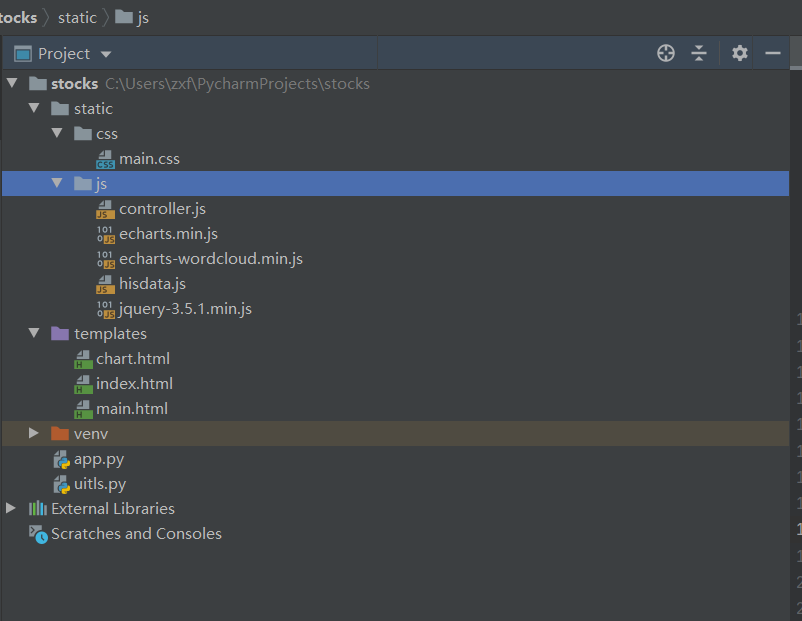 tocks 〉 static 〉 js
Project
stocks C:\Users\zxf\PycharmProjects\stocks
static
css
main.css
js
controller.js
echarts.min.js
echarts-wordcloud.min.js
hisdata.js
jquery-3.5.1.min.js
templates
chart.html
index.html
main.html
venv
app.py
uitls.py
External Libraries
Scratches and Consoles